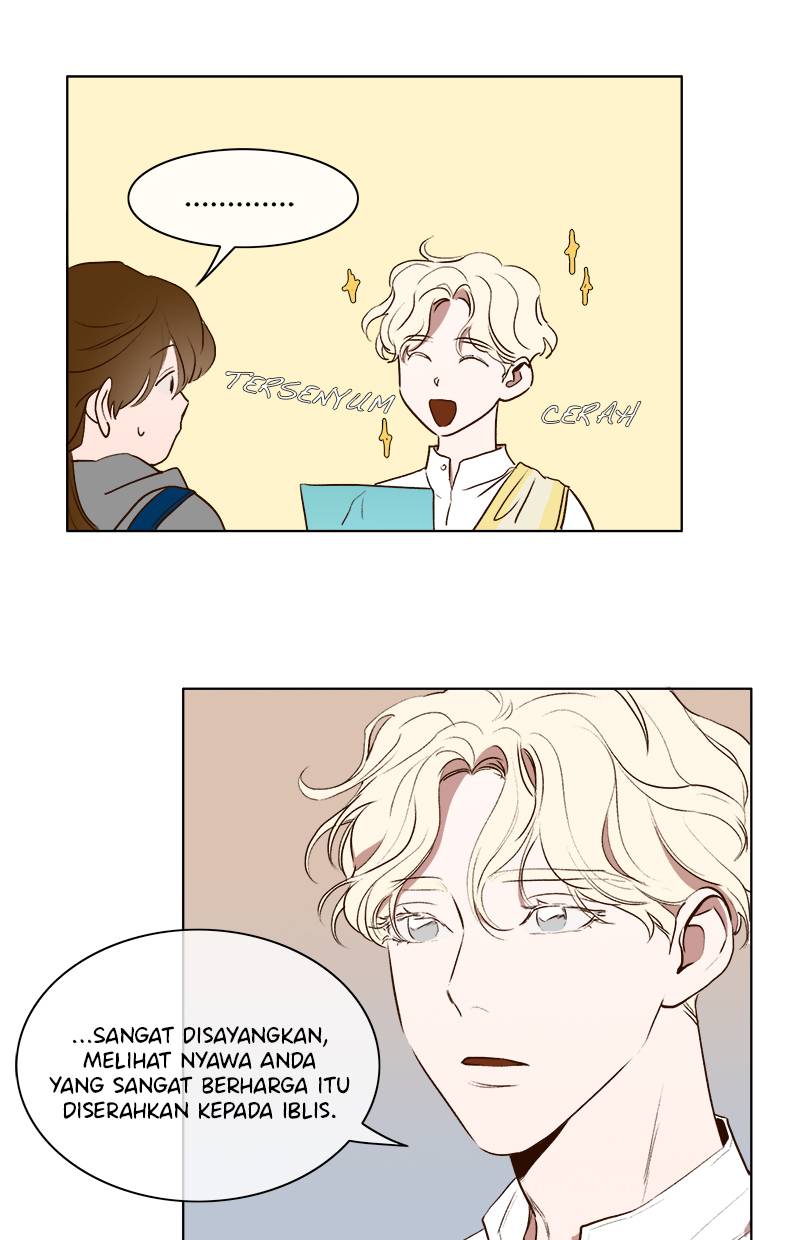 .............
TERSENYUM
CERAH
...SANGAT DISAYANGKAN,
MELIHAT NYAWA ANDA
YANG SANGAT BERHARGA ITU
DISERAHKAN KEPADA IBLIS.